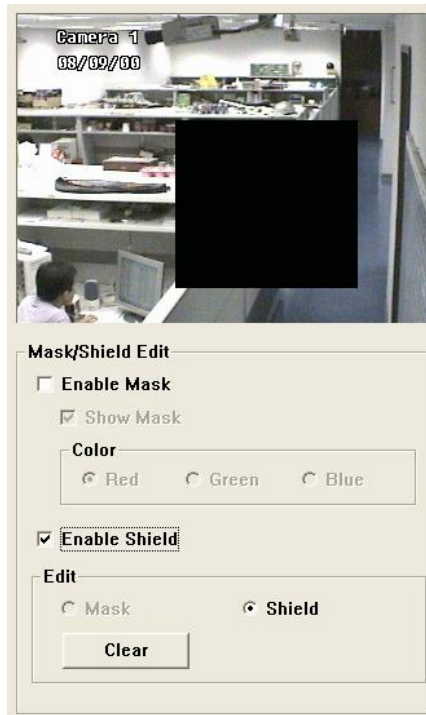 Camera 1
08/09/00
Mask/Shield Edit
Enable Mask
Show Mask
Color
Red Green Blue
Enable Shield
Edit
Mask Shield
Clear